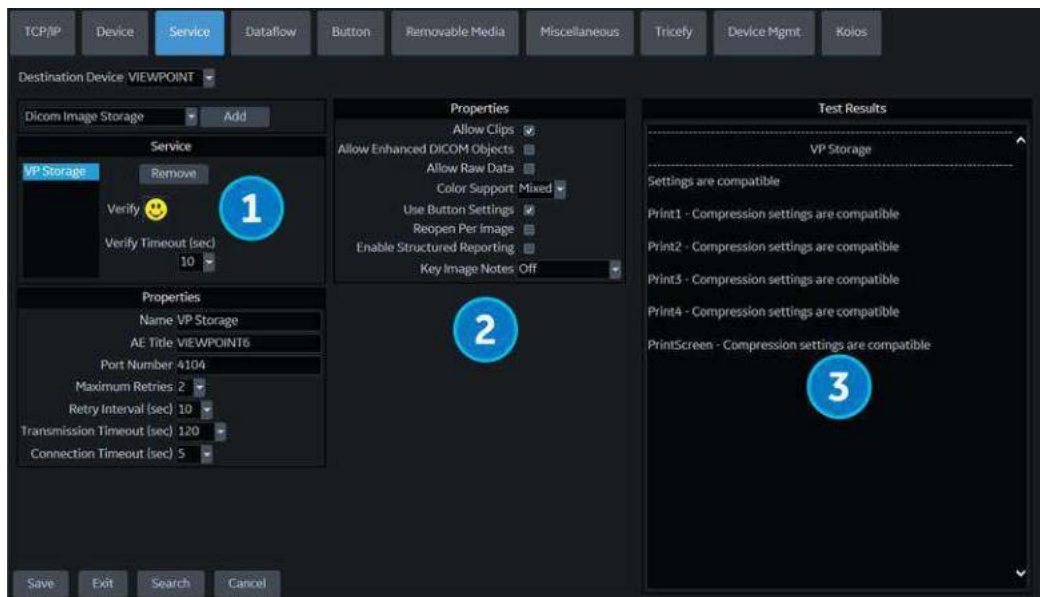 TCP/IP Device Service Dataflow Button Removable Media Miscellaneous Tricefy Device Mgmt Koios
Destination Device VIEWPOINT
Dicom Image Storage Add
Service
VP Storage Remove
Verify
1
Verify Timeout (sec)
10
Properties
Name VP Storage
AE Title VIEWPOINT6
Port Number 4104
Maximum Retries 2
Retry Interval (sec) 10
Transmission Timeout (sec) 120
Connection Timeout (sec) 5
Properties
Allow Clips
Allow Enhanced DICOM Objects
Allow Raw Data
Color Support Mixed
Use Button Settings
Reopen Per Image
Enable Structured Reporting
Key Image Notes Off
2
Test Results
VP Storage
Settings are compatible
Print1 - Compression settings are compatible
Print2 - Compression settings are compatible
Print3 - Compression settings are compatible
Print4 - Compression settings are compatible
PrintScreen - Compression settings are compatible
3
Save Exit Search Cancel